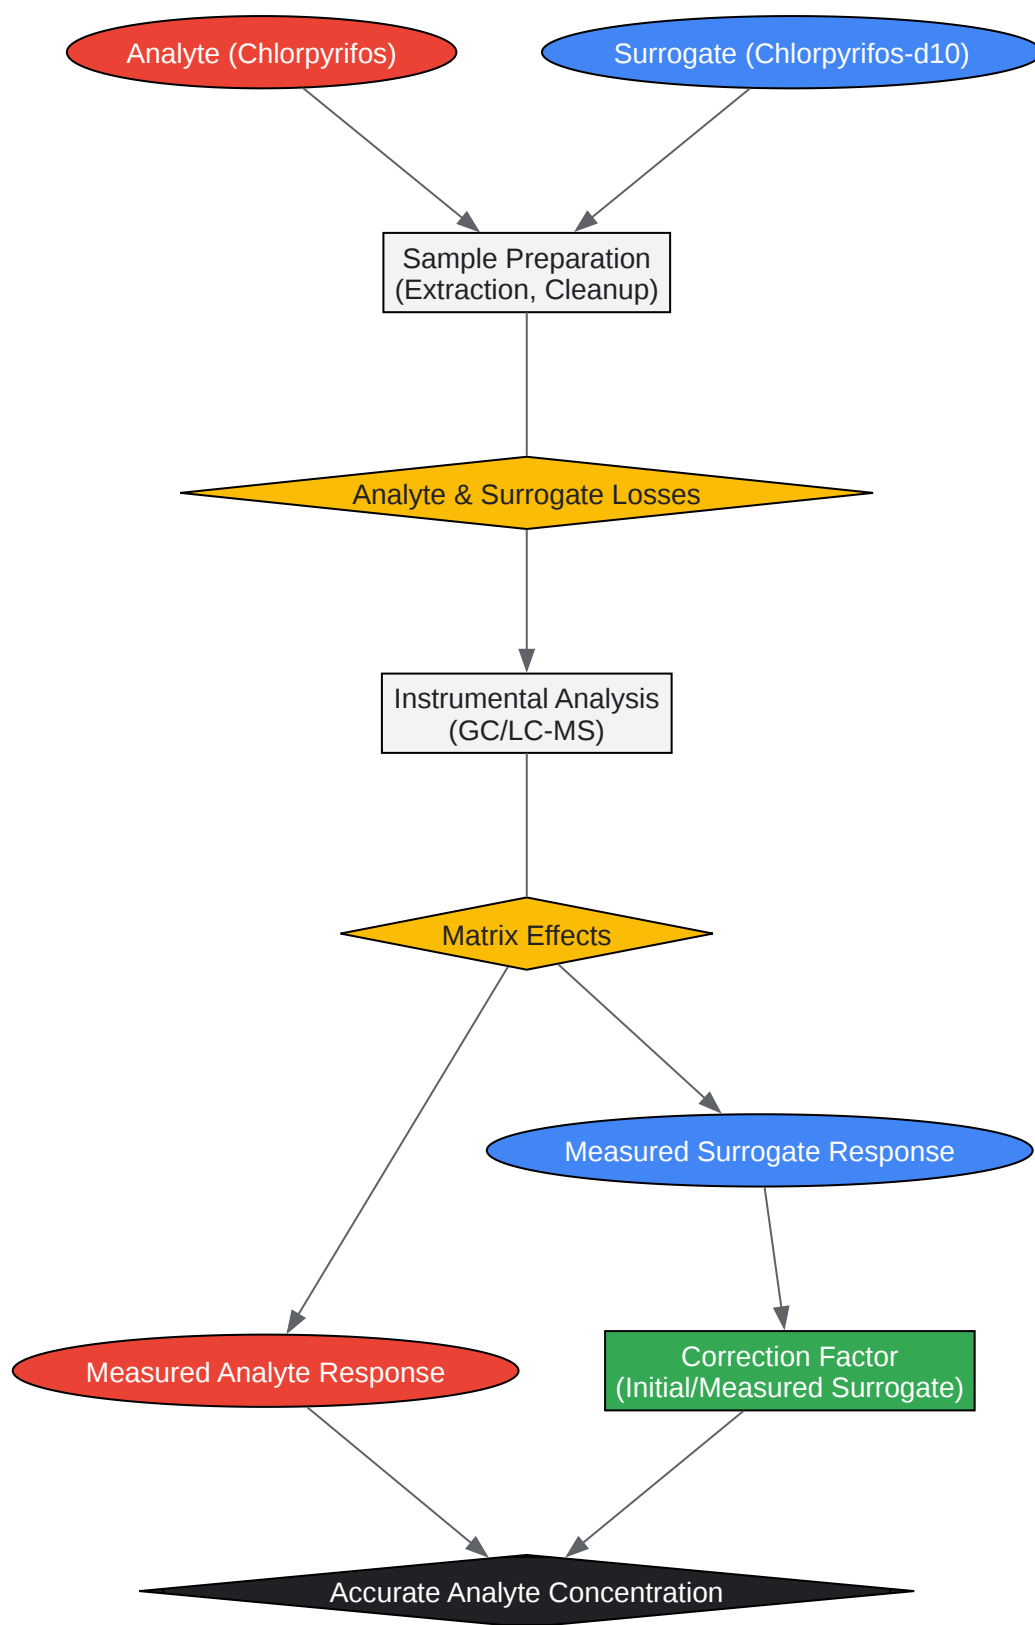 Analyte (Chlorpyrifos)
Surrogate (Chlorpyrifos-d10)
Sample Preparation
(Extraction, Cleanup)
Analyte & Surrogate Losses
Instrumental Analysis
(GC/LC-MS)
Matrix Effects
Measured Surrogate Response
Measured Analyte Response
Correction Factor
(Initial/Measured Surrogate)
Accurate Analyte Concentration